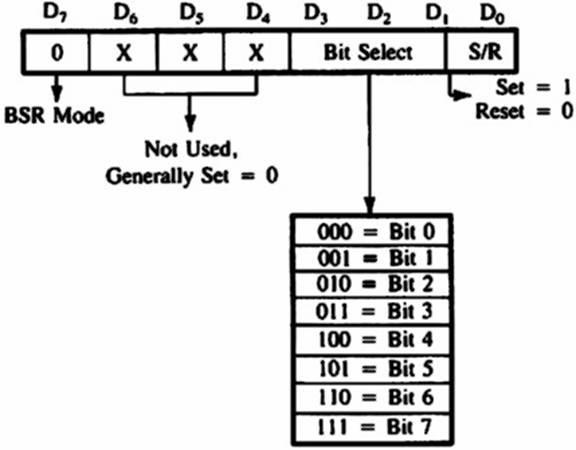 D7 D6 D5 D4 D3 D2 D1 D0
0 X X X Bit Select S/R
BSR Mode
Not Used,
Generally Set = 0
Set = 1
Reset = 0
000 = Bit 0
001 = Bit 1
010 = Bit 2
011 = Bit 3
100 = Bit 4
101 = Bit 5
110 = Bit 6
111 = Bit 7